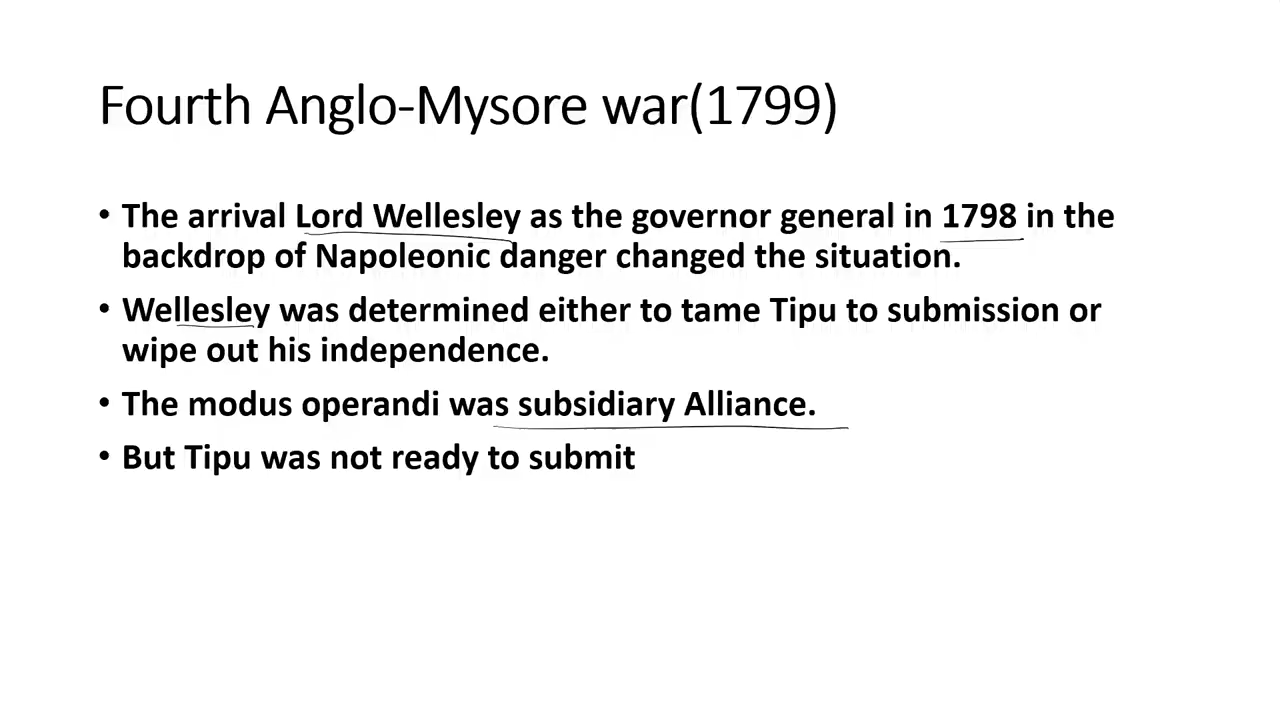 Fourth Anglo-Mysore war(1799)
• The arrival Lord Wellesley as the governor general in 1798 in the
backdrop of Napoleonic danger changed the situation.
• Wellesley was determined either to tame Tipu to submission or
wipe out his independence.
• The modus operandi was subsidiary Alliance.
• But Tipu was not ready to submit